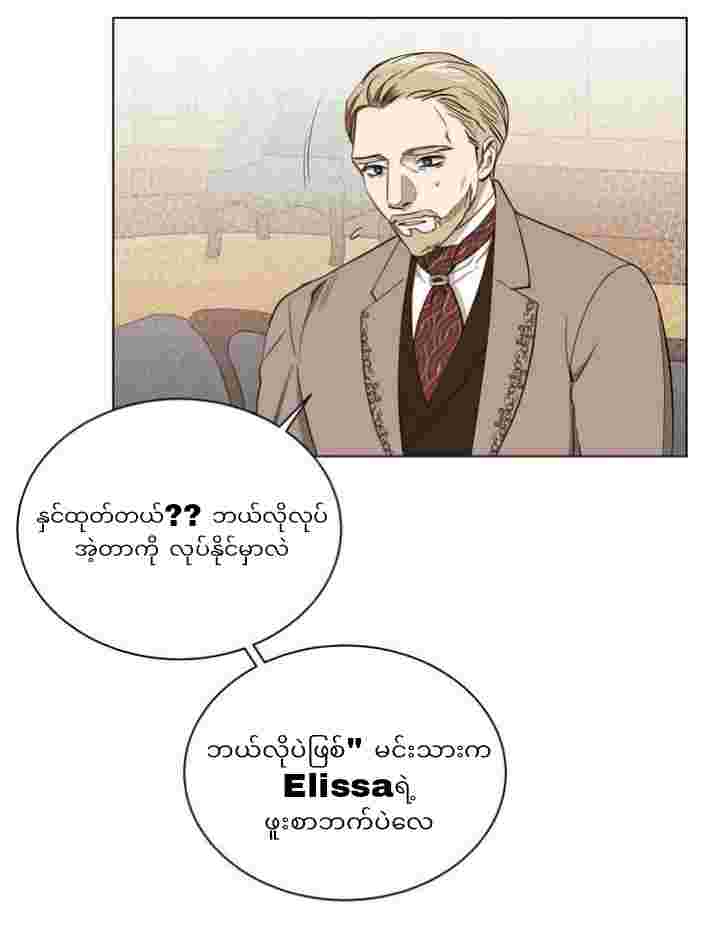 နှင်ထုတ်တယ်?? ဘယ်လိုလုပ်
အဲ့တာကို လုပ်နိုင်မှာလဲ
ဘယ်လိုပဲဖြစ်" မင်းသားက
Elissaရဲ့
ဖူးစာဘက်ပဲလေ